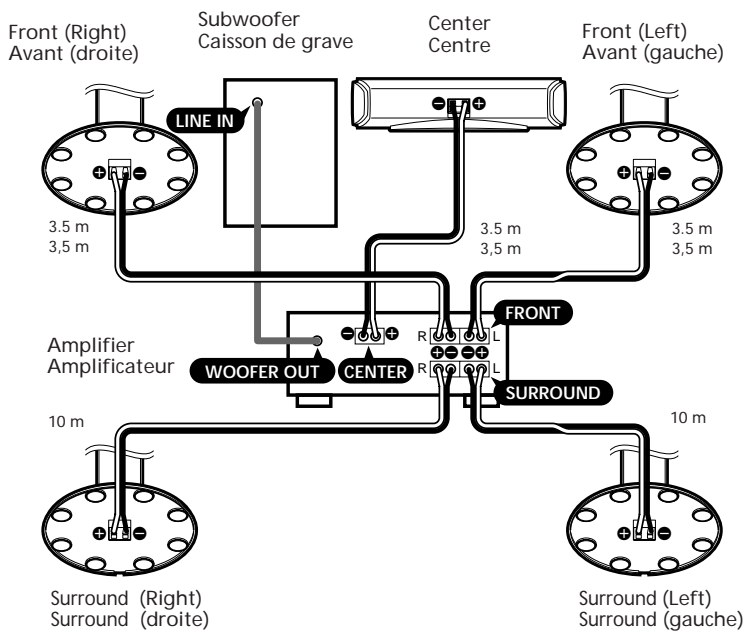 Front (Right)
Avant (droite)
Subwoofer
Caisson de grave
Center
Centre
Front (Left)
Avant (gauche)
LINE IN
3.5 m
3,5 m
3.5 m
3,5 m
3.5 m
3,5 m
Amplifier
Amplificateur
FRONT
R
L
WOOFER OUT
CENTER
R
L
SURROUND
10 m
10 m
Surround (Right)
Surround (droite)
Surround (Left)
Surround (gauche)